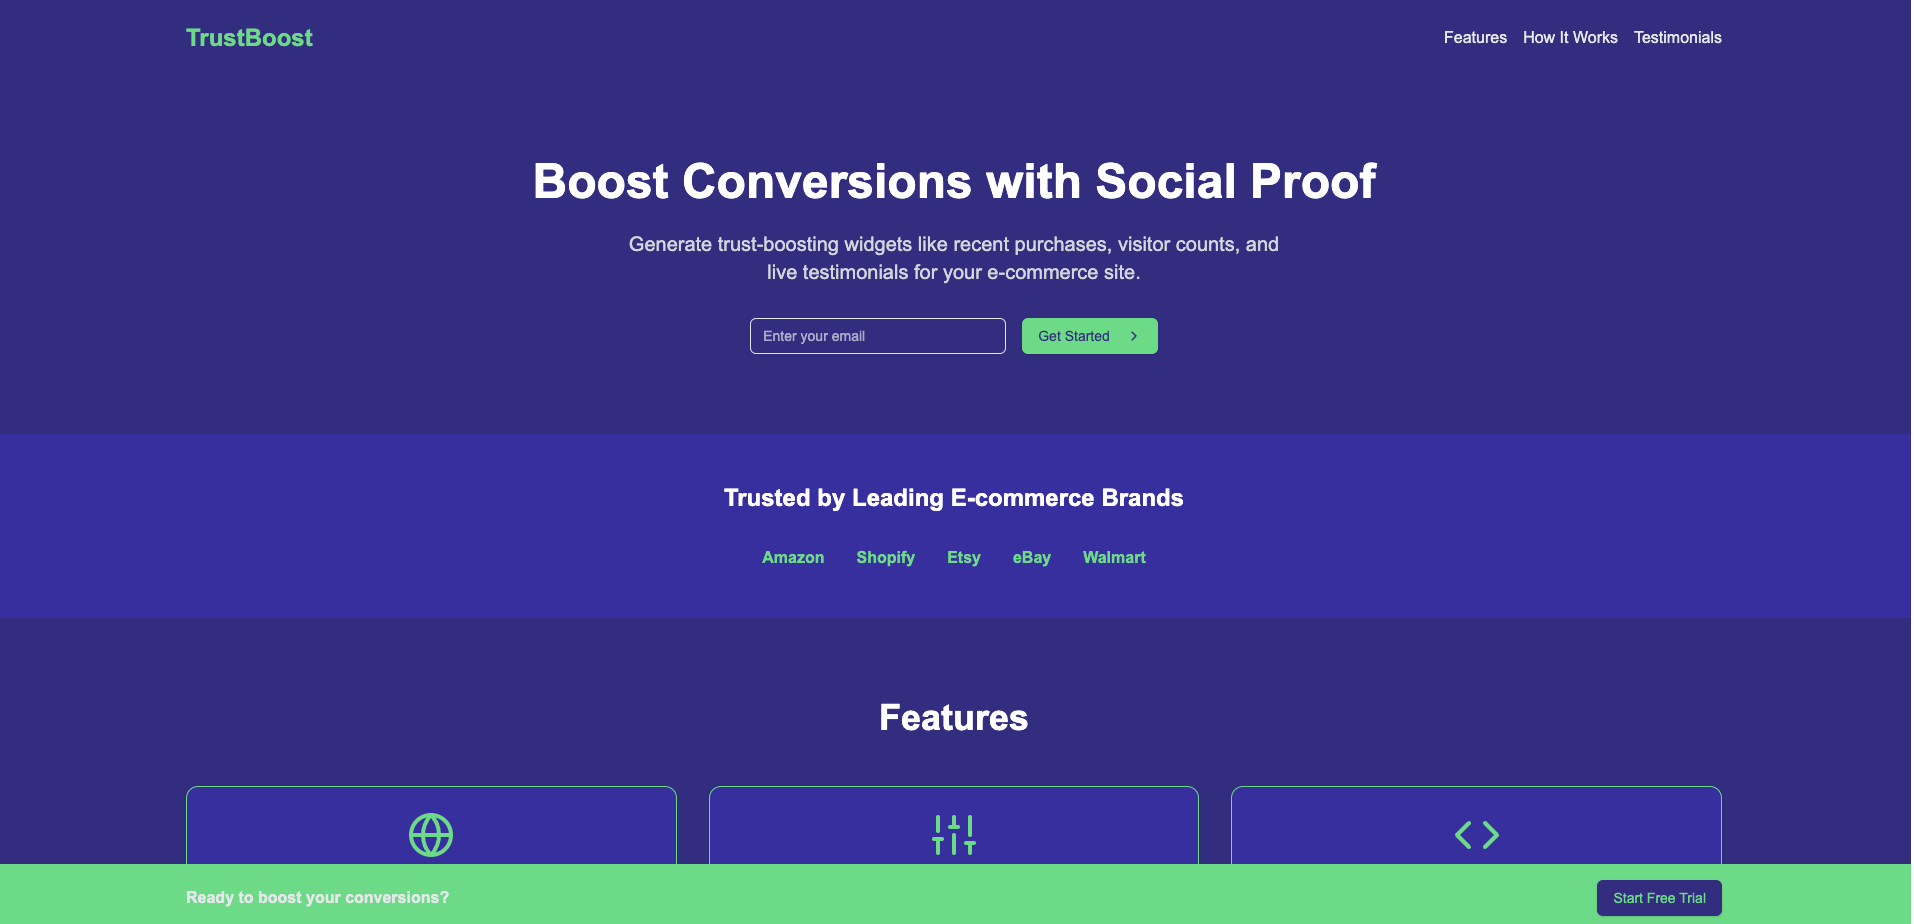 TrustBoost
Features
How It Works
Testimonials
Boost Conversions with Social Proof
Generate trust-boosting widgets like recent purchases, visitor counts, and
live testimonials for your e-commerce site.
Enter your email
Get Started
Trusted by Leading E-commerce Brands
Amazon
Shopify
Etsy
eBay
Walmart
Features
Ready to boost your conversions?
Start Free Trial